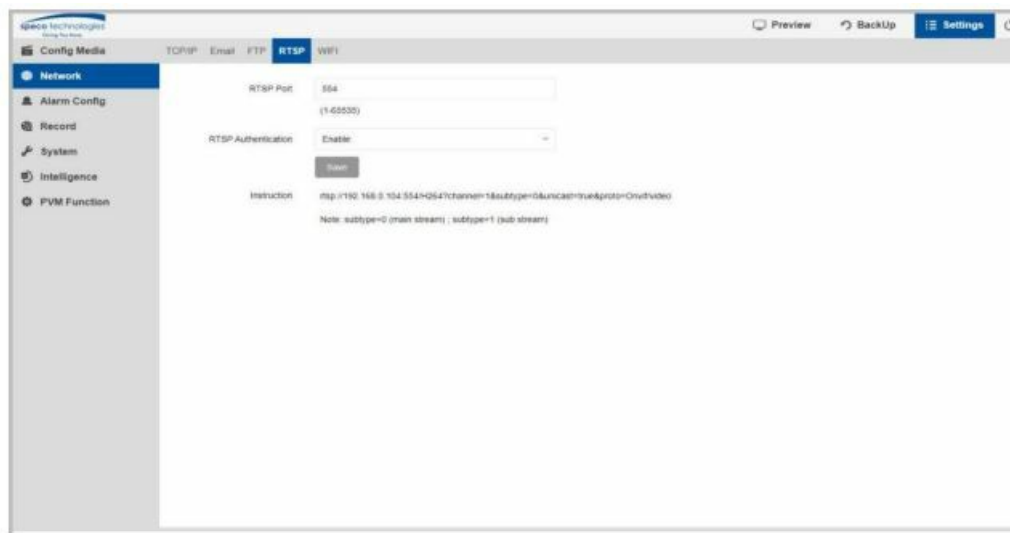 speco technologies
Preview
BackUp
Settings
Config Media
TCP/IP Email FTP RTSP WIFI
Network
Alarm Config
Record
System
Intelligence
PVM Function
RTSP Port 554
(1-65535)
RTSP Authentication Enable
Save
Instruction rtsp://192.168.0.104:554/H264?channel=1&subtype=0&unicast=true&proto=Onvif/video
Note: subtype=0 (main stream) ; subtype=1 (sub stream)